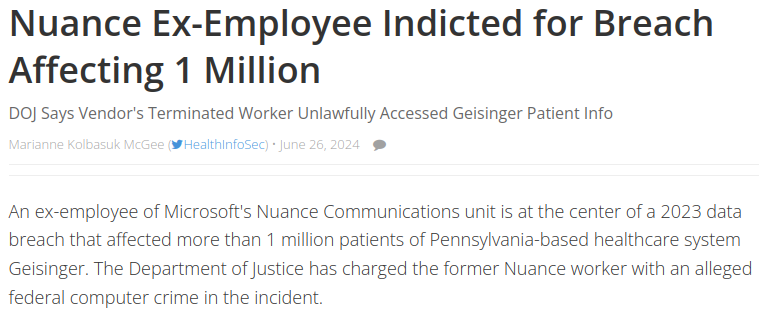 Nuance Ex-Employee Indicted for Breach
Affecting 1 Million
DOJ Says Vendor's Terminated Worker Unlawfully Accessed Geisinger Patient Info
Marianne Kolbasuk McGee (HealthInfoSec) • June 26, 2024
An ex-employee of Microsoft's Nuance Communications unit is at the center of a 2023 data
breach that affected more than 1 million patients of Pennsylvania-based healthcare system
Geisinger. The Department of Justice has charged the former Nuance worker with an alleged
federal computer crime in the incident.